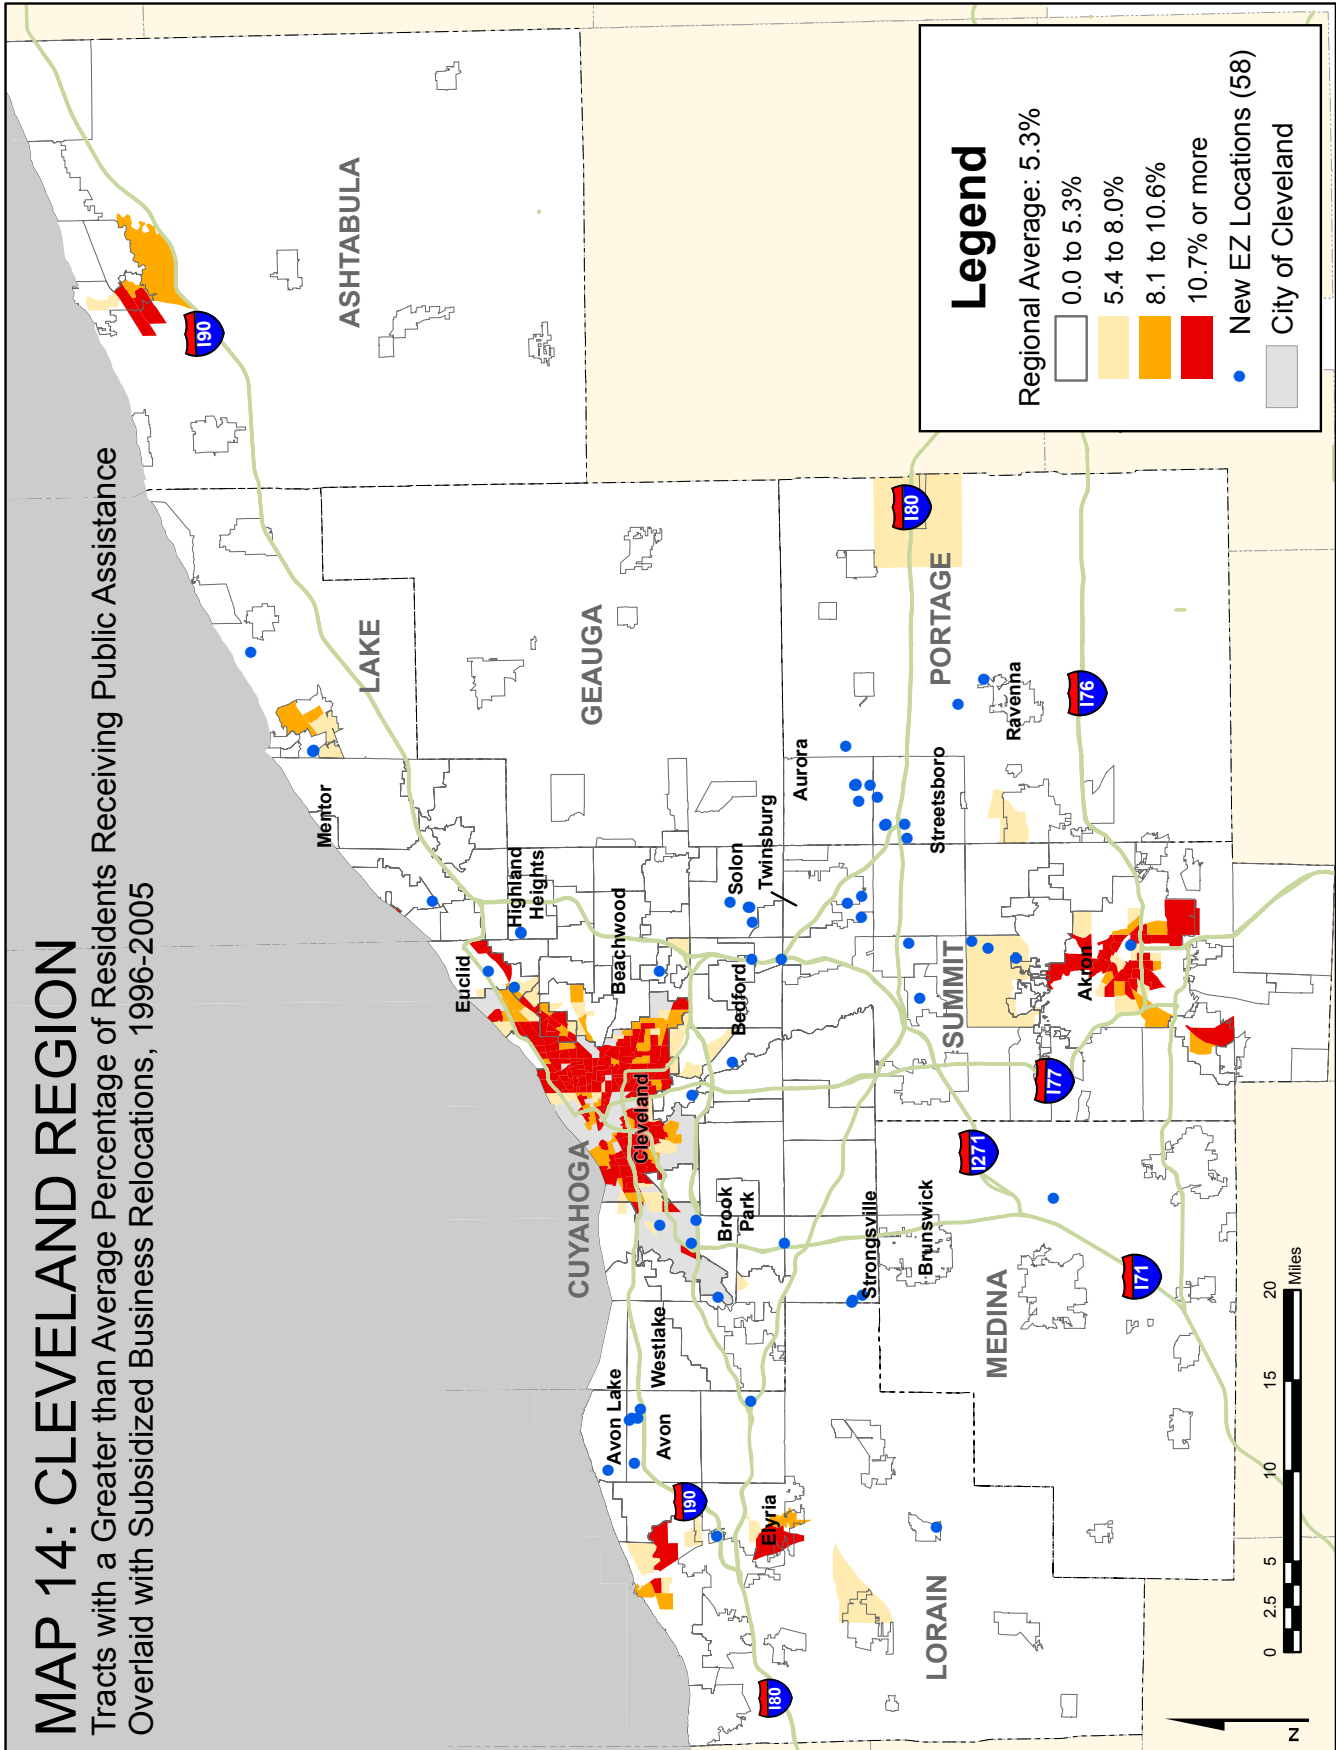 MAP 14: CLEVELAND REGION
Tracts with a Greater than Average Percentage of Residents Receiving Public Assistance
Overlaid with Subsidized Business Relocations, 1996-2005
ASHTABULA
I90
LAKE
Mentor
GEAUGA
Euclid
Highland
Heights
Beachwood
CUYAHOGA
Cleveland
Bedford
Solon
Twinsburg
Aurora
I80
PORTAGE
Streetsboro
Ravenna
I76
Avon Lake
Westlake
Avon
I90
Brook
Park
Strongsville
Brunswick
SUMMIT
Akron
I77
I271
I71
MEDINA
Elyria
LORAIN
I80
Legend
Regional Average: 5.3%
0.0 to 5.3%
5.4 to 8.0%
8.1 to 10.6%
10.7% or more
New EZ Locations (58)
City of Cleveland
0 2.5 5 10 15 20
Miles
N